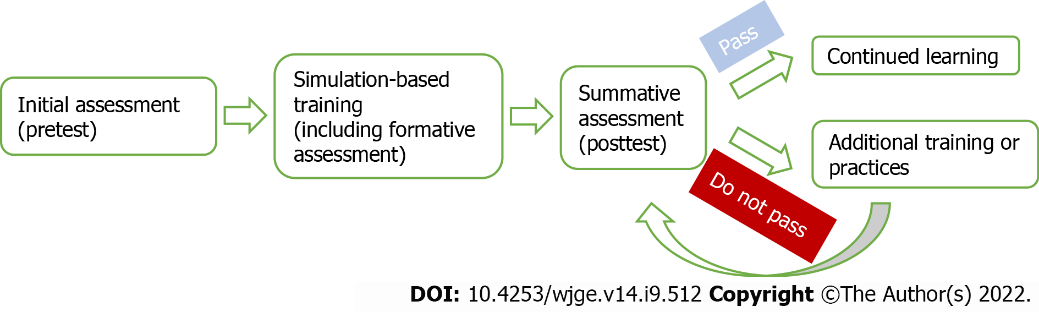 Initial assessment
(pretest)
Simulation-based
training
(including formative
assessment)
Summative
assessment
(posttest)
Pass
Continued learning
Do not pass
Additional training or
practices
DOI: 10.4253/wjge.v14.i9.512 Copyright ©The Author(s) 2022.